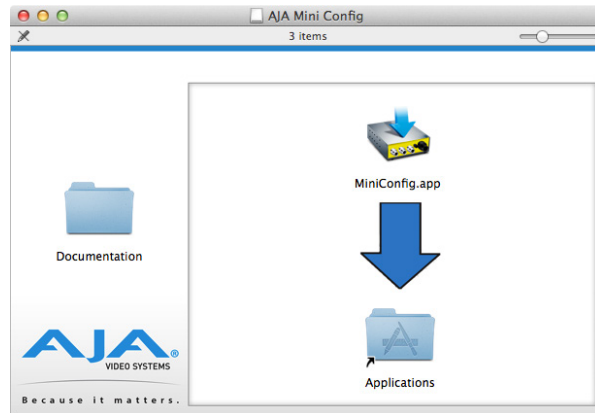 AJA Mini Config
3 items
MiniConfig.app
Documentation
Applications
AJA®
VIDEO SYSTEMS
Because it matters.